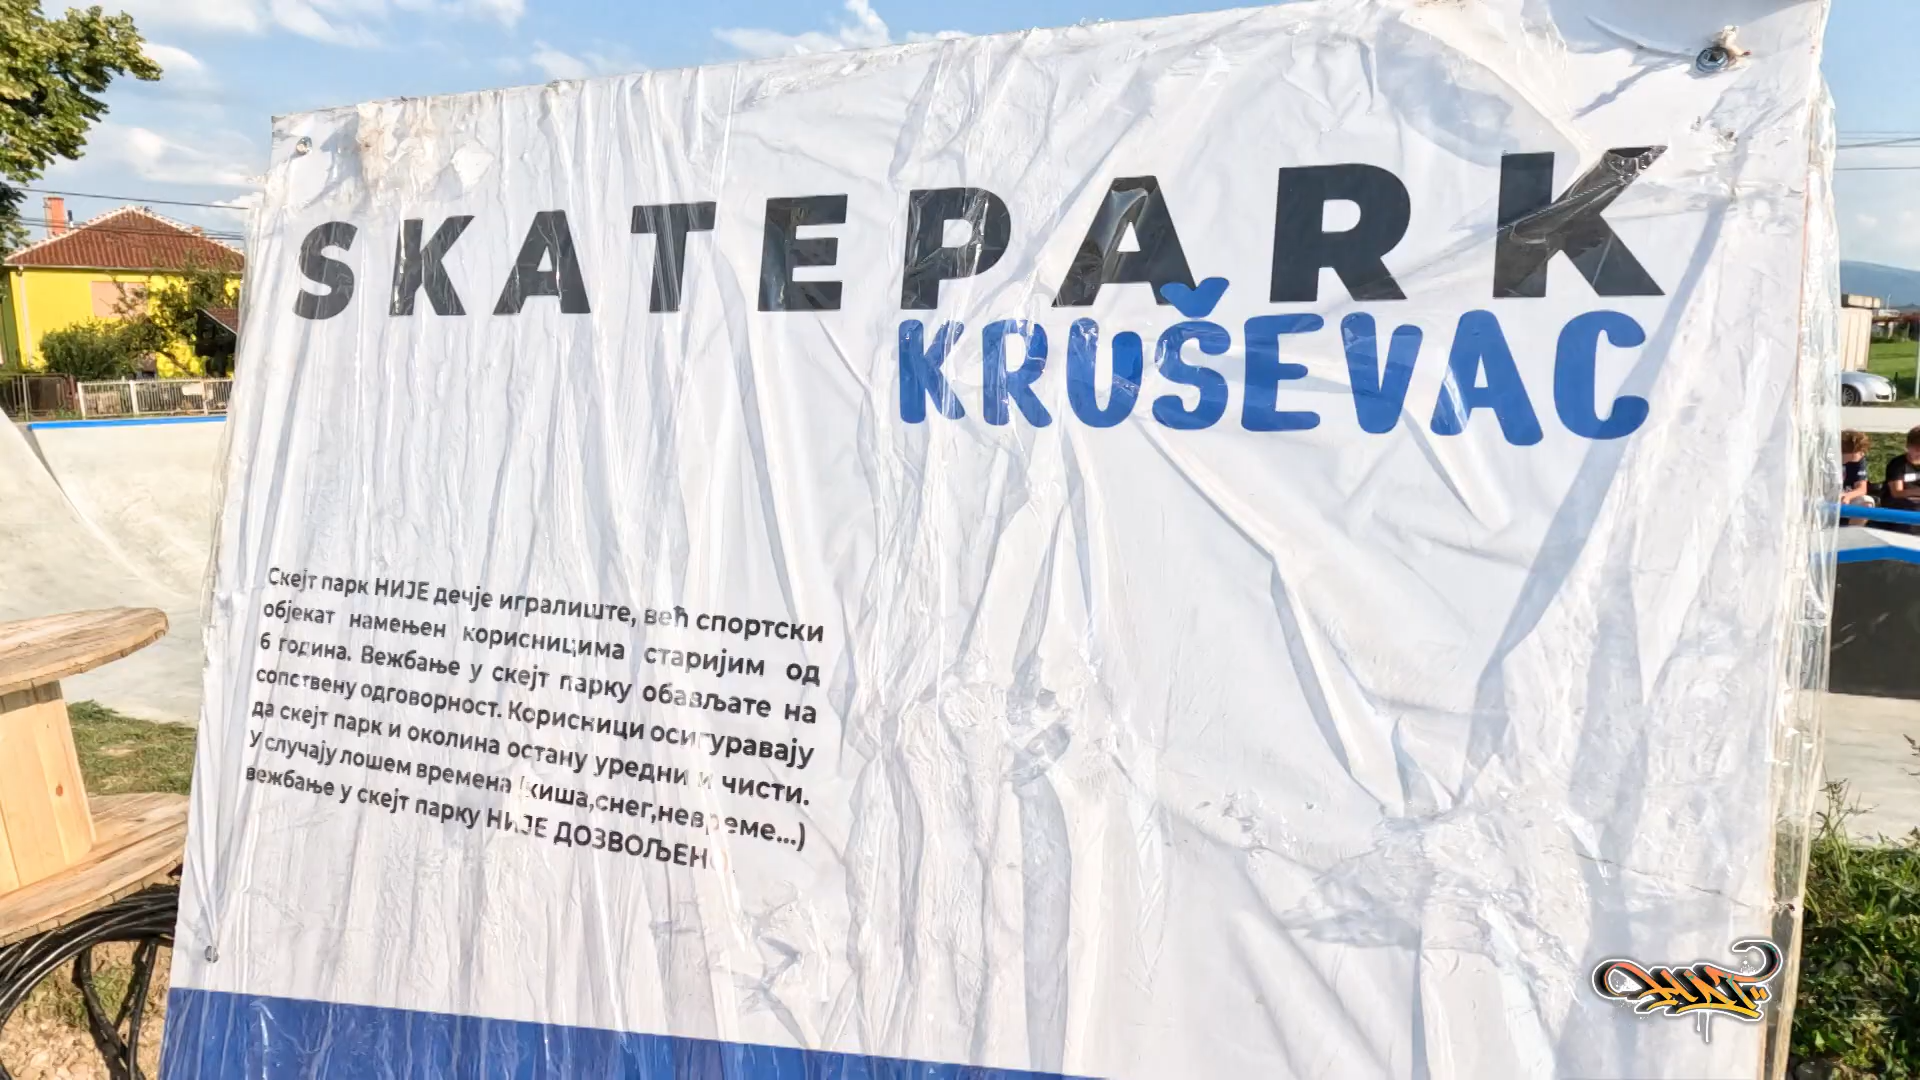 SKATEPARK
KRUŠEVAC
Скејт парк НИЈЕ дечје игралиште, већ спортски
објекат намењен корисницима старијим од
6 година. Вежбање у скејт парку обављате на
сопствену одговорност. Корисници осигуравају
да скејт парк и околина остану уредни и чисти.
У случају лошем времена (киша,снег,невреме...)
вежбање у скејт парку НИЈЕ ДОЗВОЉЕНО